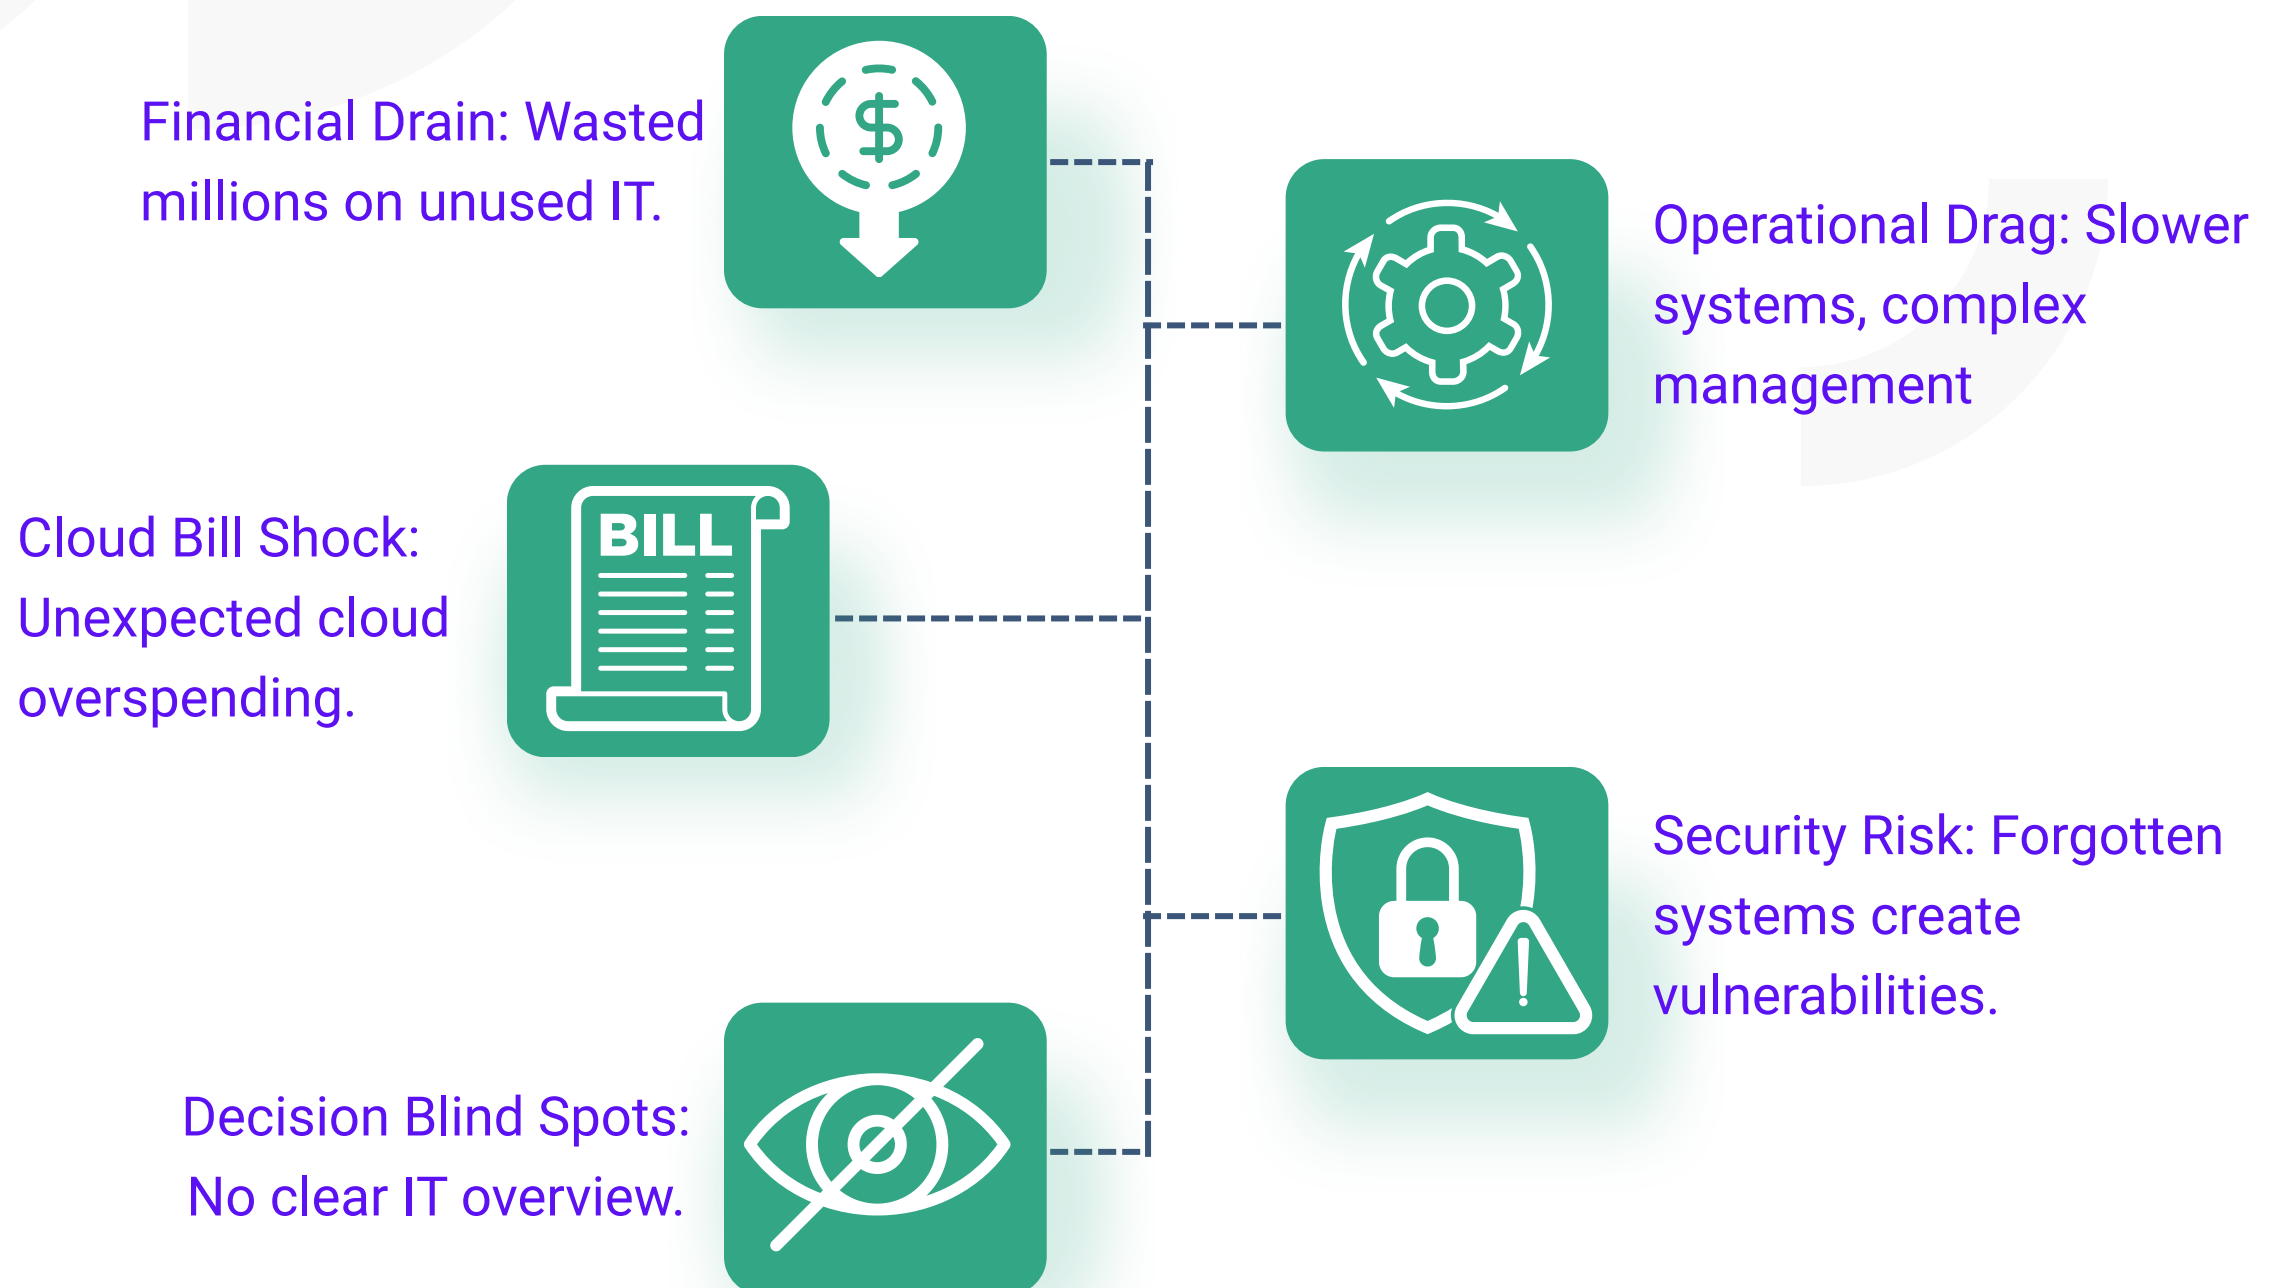 Financial Drain: Wasted
millions on unused IT.
Operational Drag: Slower
systems, complex
management
BILL
Cloud Bill Shock:
Unexpected cloud
overspending.
Security Risk: Forgotten
systems create
vulnerabilities.
Decision Blind Spots:
No clear IT overview.